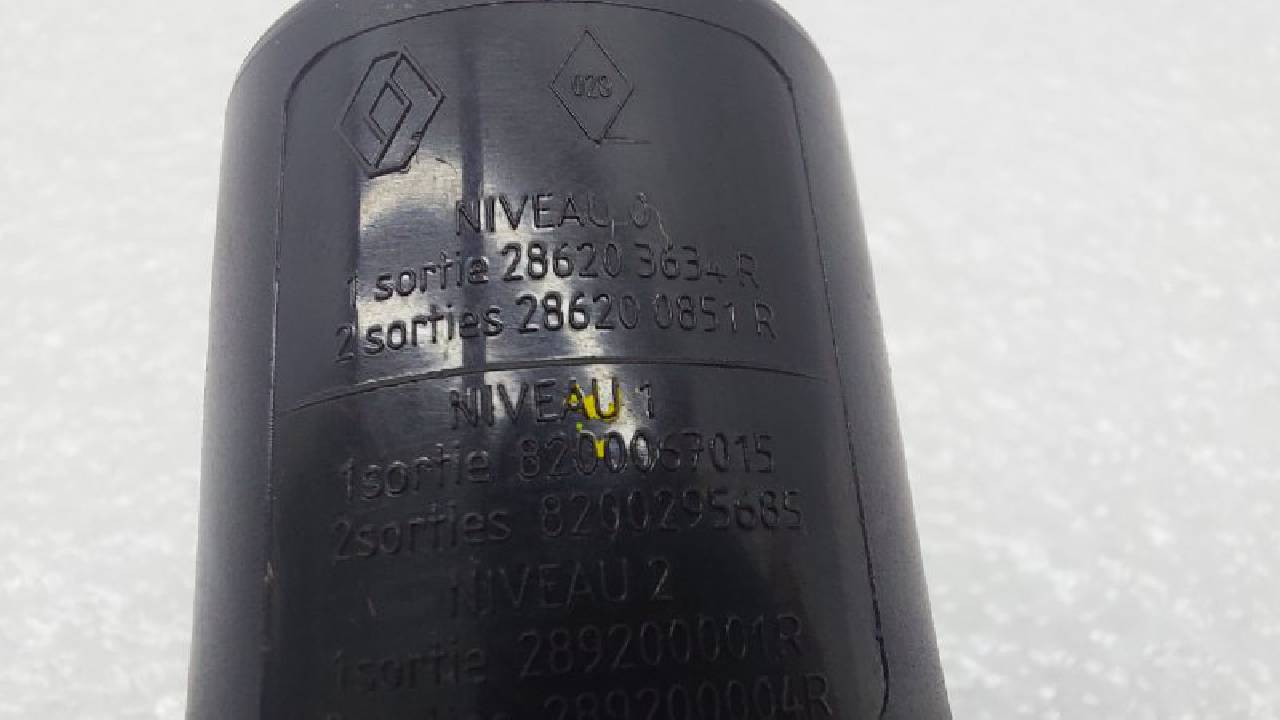 028
NIVEAU 0
1 sortie 28620 3634 R
2 sorties 28620 0851 R
NIVEAU 1
1sortie 8200067015
2sorties 8200295685
NIVEAU 2
1sortie 289200001R
289200004R